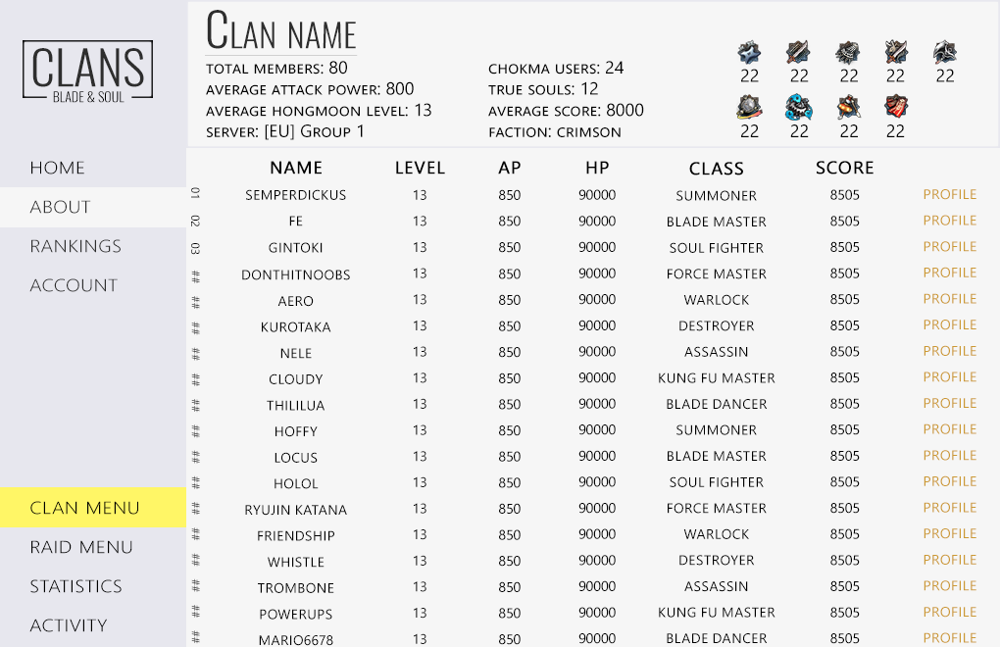 CLANS
BLADE & SOUL
HOME
ABOUT
RANKINGS
ACCOUNT
CLAN MENU
RAID MENU
STATISTICS
ACTIVITY
CLAN NAME
TOTAL MEMBERS: 80
AVERAGE ATTACK POWER: 800
AVERAGE HONGMOON LEVEL: 13
SERVER: [EU] GROUP 1
CHOKMA USERS: 24
TRUE SOULS: 12
AVERAGE SCORE: 8000
FACTION: CRIMSON
22 22 22 22 22
22 22 22 22
NAME LEVEL AP HP CLASS SCORE
01 SEMPERDICKUS 13 850 90000 SUMMONER 8505 PROFILE
02 FE 13 850 90000 BLADE MASTER 8505 PROFILE
03 GINTOKI 13 850 90000 SOUL FIGHTER 8505 PROFILE
## DONTHITNOOBS 13 850 90000 FORCE MASTER 8505 PROFILE
## AERO 13 850 90000 WARLOCK 8505 PROFILE
## KUROTAKA 13 850 90000 DESTROYER 8505 PROFILE
## NELE 13 850 90000 ASSASSIN 8505 PROFILE
## CLOUDY 13 850 90000 KUNG FU MASTER 8505 PROFILE
## THILILUA 13 850 90000 BLADE DANCER 8505 PROFILE
## HOFFY 13 850 90000 SUMMONER 8505 PROFILE
## LOCUS 13 850 90000 BLADE MASTER 8505 PROFILE
## HOLOL 13 850 90000 SOUL FIGHTER 8505 PROFILE
## RYUJIN KATANA 13 850 90000 FORCE MASTER 8505 PROFILE
## FRIENDSHIP 13 850 90000 WARLOCK 8505 PROFILE
## WHISTLE 13 850 90000 DESTROYER 8505 PROFILE
## TROMBONE 13 850 90000 ASSASSIN 8505 PROFILE
## POWERUPS 13 850 90000 KUNG FU MASTER 8505 PROFILE
## MARIO6678 13 850 90000 BLADE DANCER 8505 PROFILE